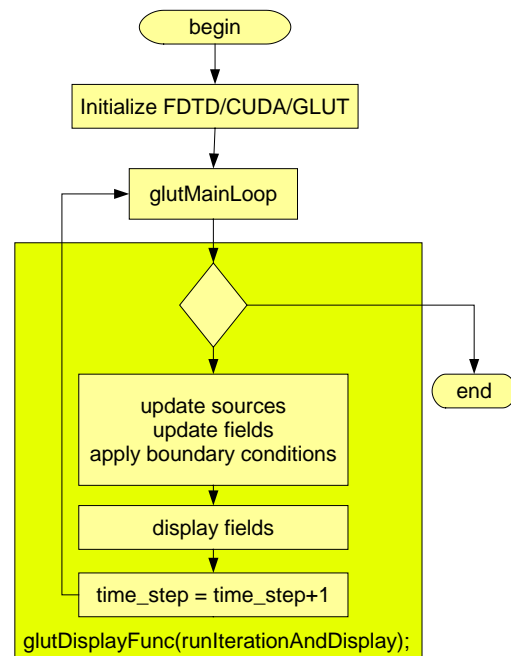 begin
Initialize FDTD/CUDA/GLUT
glutMainLoop
update sources
update fields
apply boundary conditions
end
display fields
time_step = time_step+1
glutDisplayFunc(runIterationAndDisplay);